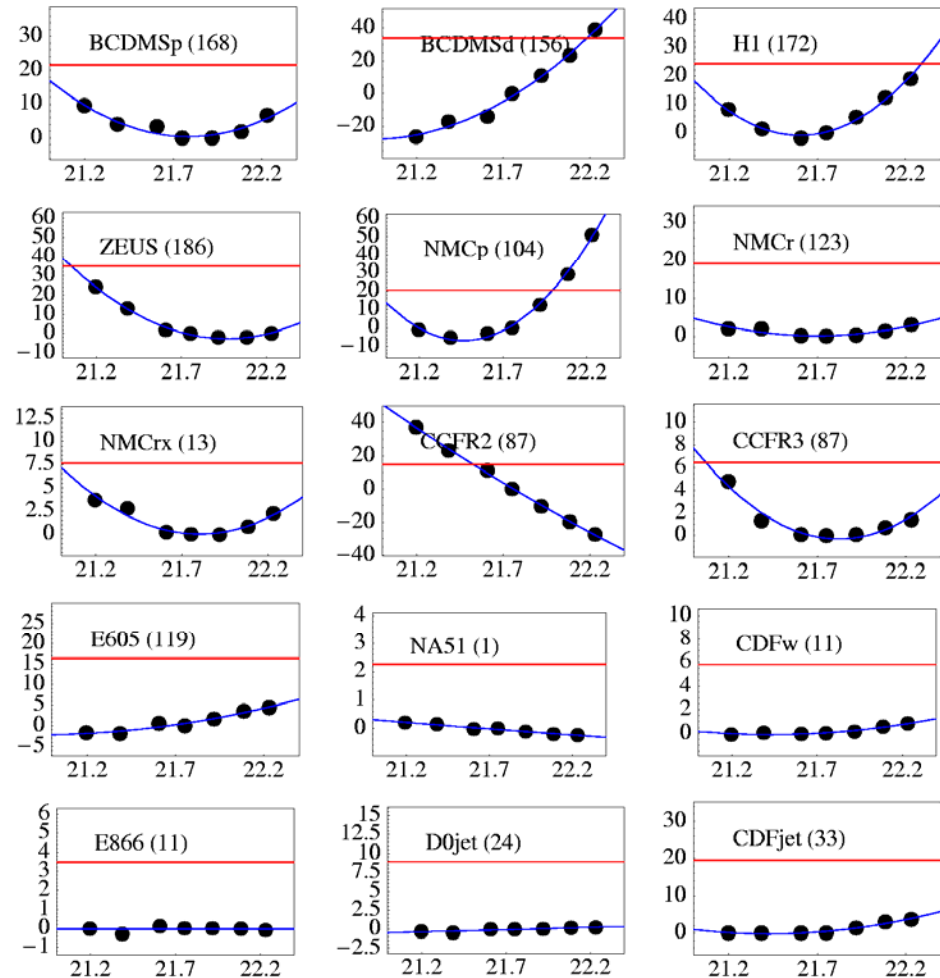 30 20 10 0 BCDMSp (168) 21.2 21.7 22.2
40 20 0 −20 BCDMSd (156) 21.2 21.7 22.2
40 30 20 10 0 H1 (172) 21.2 21.7 22.2
60 50 40 30 20 10 0 −10 ZEUS (186) 21.2 21.7 22.2
60 50 40 30 20 10 0 −10 NMCp (104) 21.2 21.7 22.2
30 20 10 0 NMCr (123) 21.2 21.7 22.2
12.5 10 7.5 5 2.5 0 NMCrx (13) 21.2 21.7 22.2
40 20 0 −20 −40 CCFR2 (87) 21.2 21.7 22.2
10 8 6 4 2 0 CCFR3 (87) 21.2 21.7 22.2
25 20 15 10 5 0 −5 E605 (119) 21.2 21.7 22.2
4 3 2 1 0 NA51 (1) 21.2 21.7 22.2
10 8 6 4 2 0 CDFw (11) 21.2 21.7 22.2
6 5 4 3 2 1 0 −1 E866 (11) 21.2 21.7 22.2
15 12.5 10 7.5 5 2.5 0 −2.5 D0jet (24) 21.2 21.7 22.2
30 20 10 0 CDFjet (33) 21.2 21.7 22.2